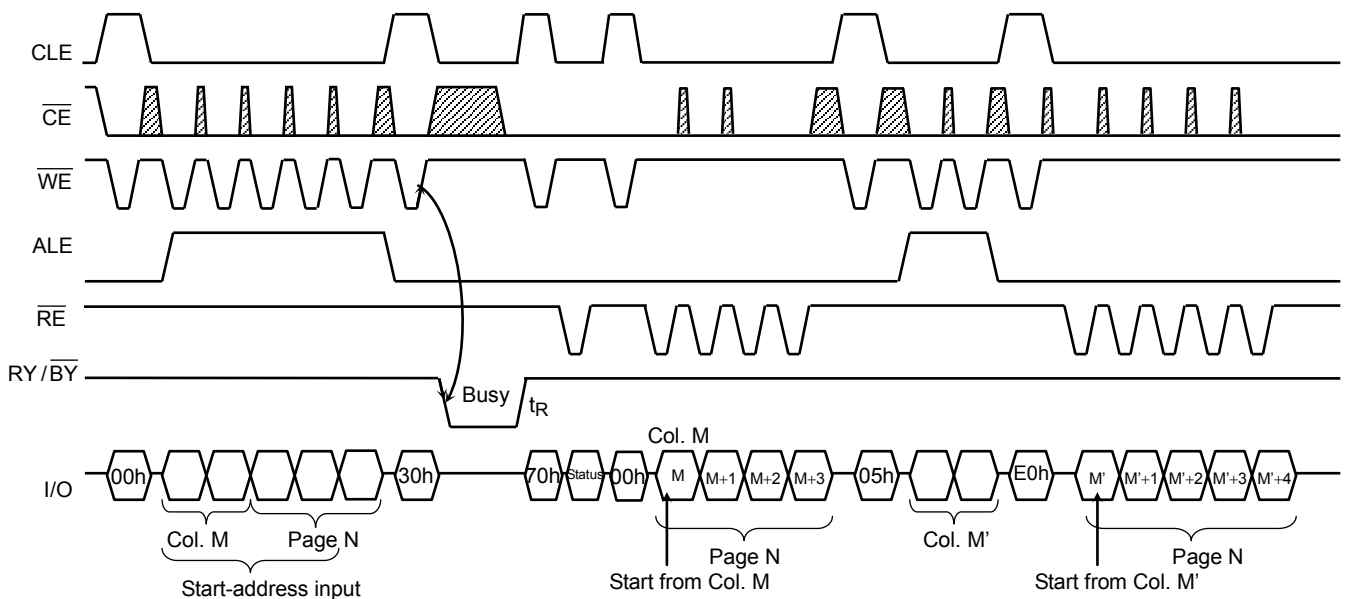 CLE
CE
WE
ALE
RE
RY / BY
Busy
tR
Col. M
I/O
00h
30h
70h
Status
00h
M
M+1
M+2
M+3
05h
E0h
M'
M'+1
M'+2
M'+3
M'+4
Col. M
Page N
Start-address input
Page N
Start from Col. M
Col. M'
Page N
Start from Col. M'